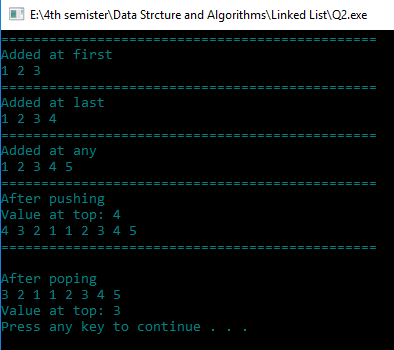 E:\4th semister\Data Strcture and Algorithms\Linked List\Q2.exe
==============================================
Added at first
1 2 3
==============================================
Added at last
1 2 3 4
==============================================
Added at any
1 2 3 4 5
==============================================
After pushing
Value at top: 4
4 3 2 1 1 2 3 4 5
==============================================
After poping
3 2 1 1 2 3 4 5
Value at top: 3
Press any key to continue . . .